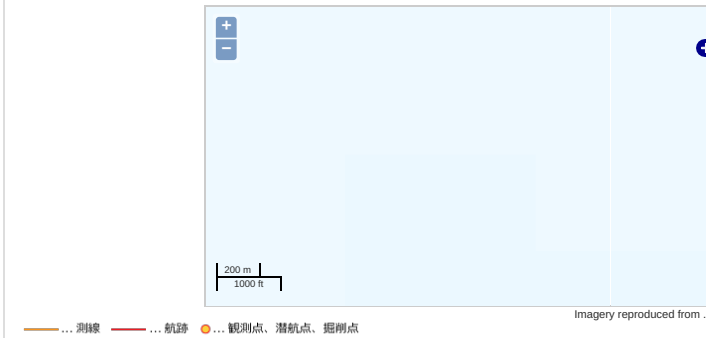 +
−
200 m
1000 ft
Imagery reproduced from .
... 測線 ... 航跡 ... 観測点、潜航点、掘削点